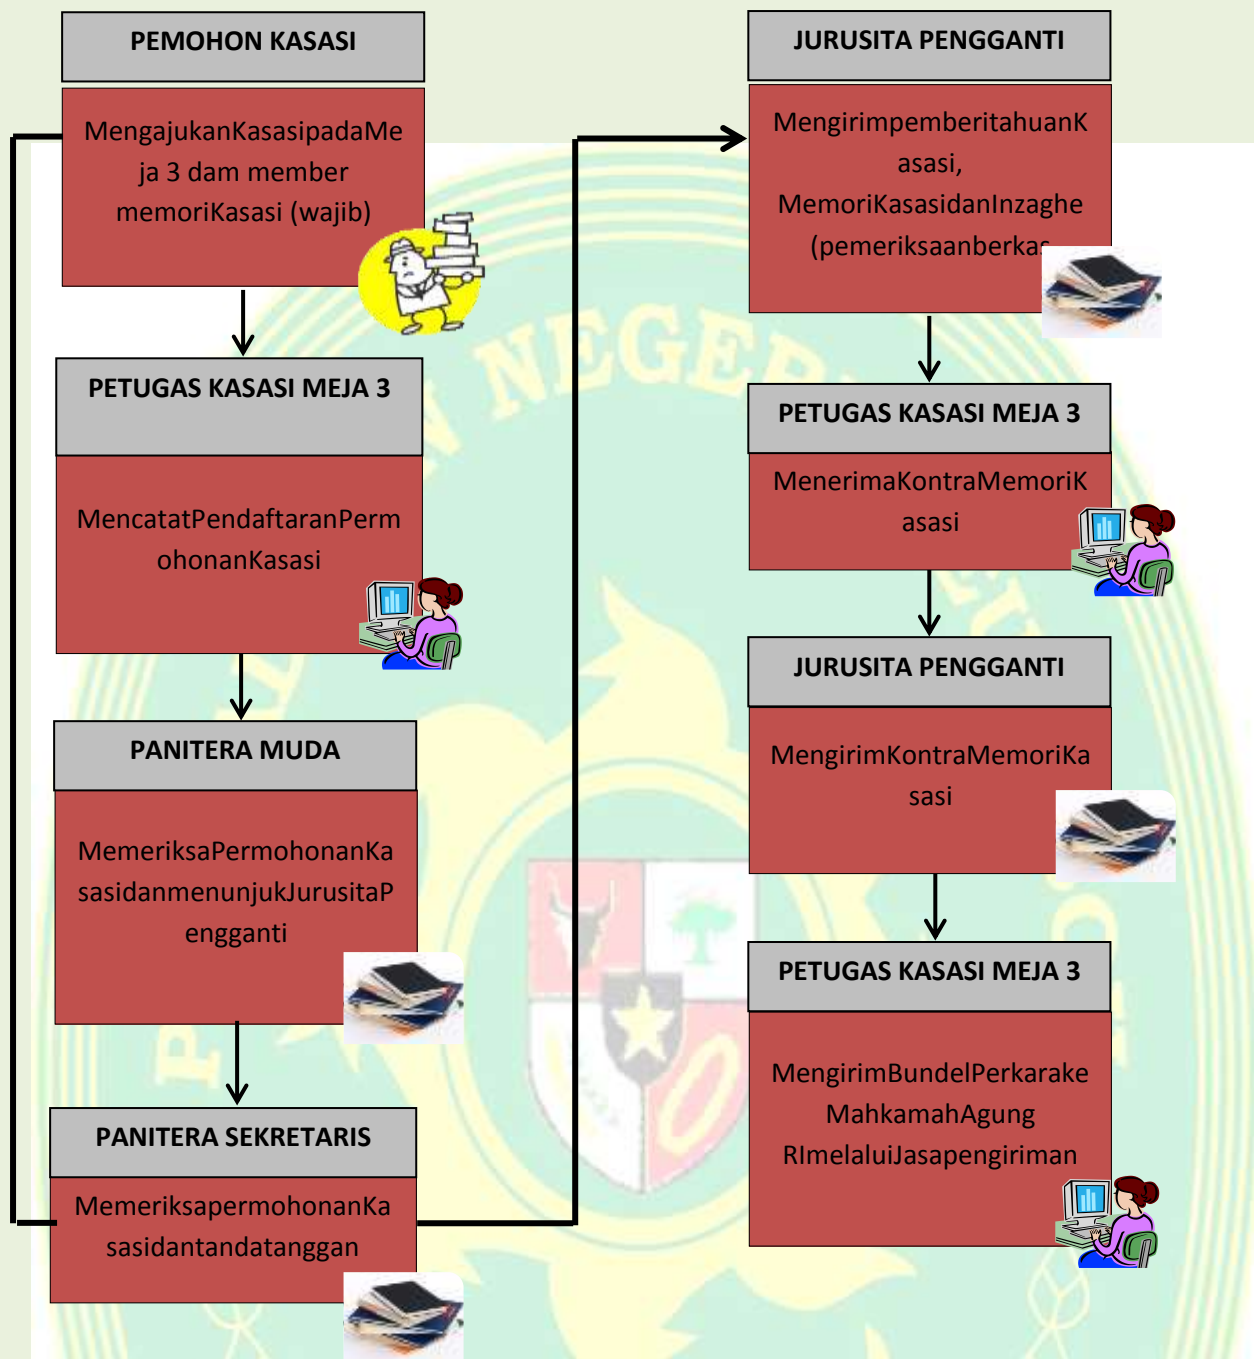 PEMOHON KASASI
MengajukanKasasipadaMe
ja 3 dam member
memoriKasasi (wajib)
PETUGAS KASASI MEJA 3
MencatatPendaftaranPerm
ohonanKasasi
PANITERA MUDA
MemeriksaPermohonanKa
sasidanmenunjukJurusitaP
engganti
PANITERA SEKRETARIS
MemeriksapermohonanKa
sasidantandatanggan
JURUSITA PENGGANTI
MengirimpemberitahuanK
asasi,
MemoriKasasidanInzaghe
(pemeriksaanberkas
PETUGAS KASASI MEJA 3
MenerimaKontraMemoriK
asasi
JURUSITA PENGGANTI
MengirimKontraMemoriKa
sasi
PETUGAS KASASI MEJA 3
MengirimBundelPerkarake
MahkamahAgung
RImelaluiJasapengiriman